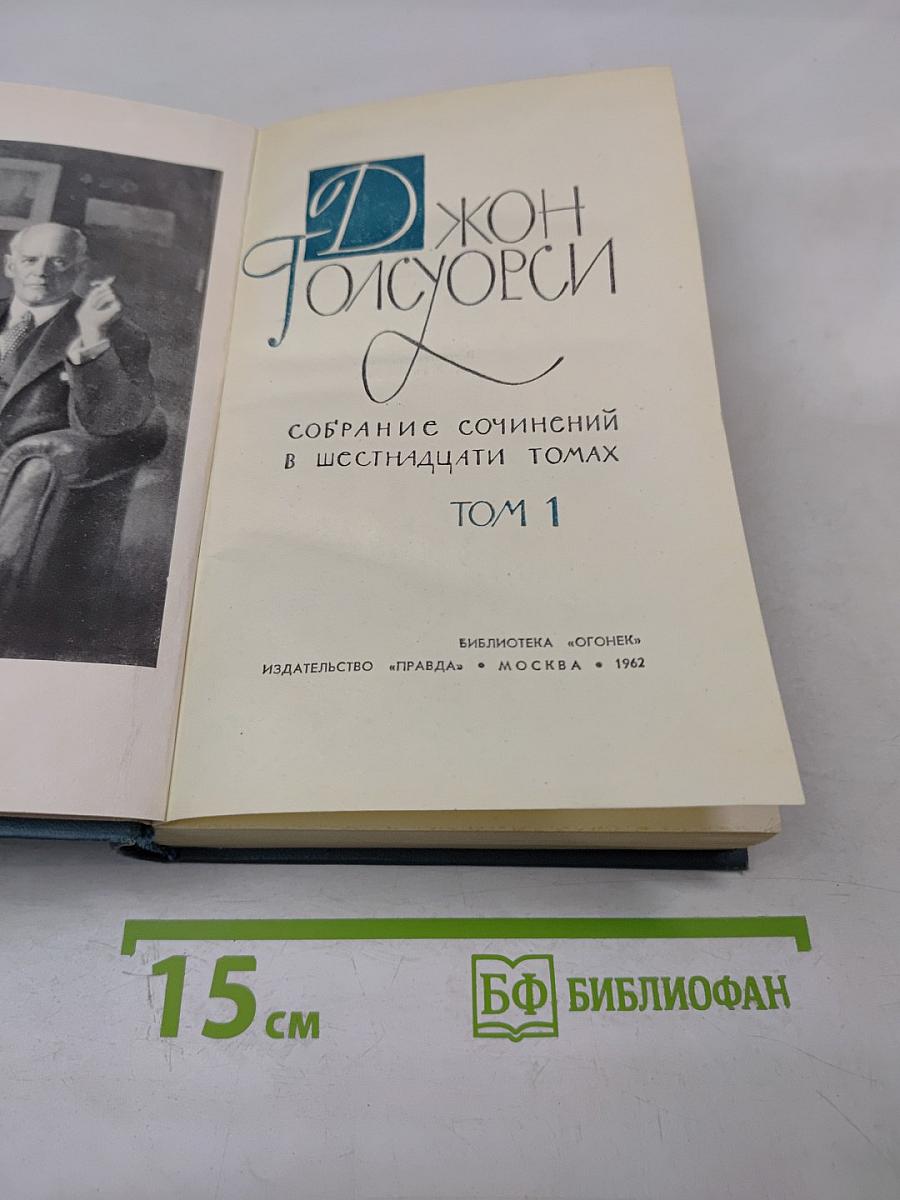 Джон
Голсуорси
СОБРАНИЕ СОЧИНЕНИЙ
В ШЕСТНАДЦАТИ ТОМАХ
ТОМ 1
БИБЛИОТЕКА «ОГОНЕК»
ИЗДАТЕЛЬСТВО «ПРАВДА» • МОСКВА • 1962
15 см
БФ БИБЛИОФАН